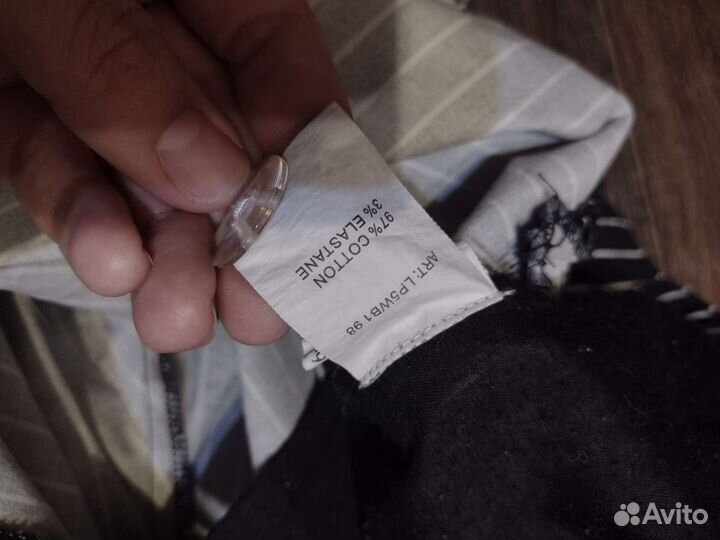 97% COTTON
3% ELASTANE
ART: LP5WB1 98
Avito